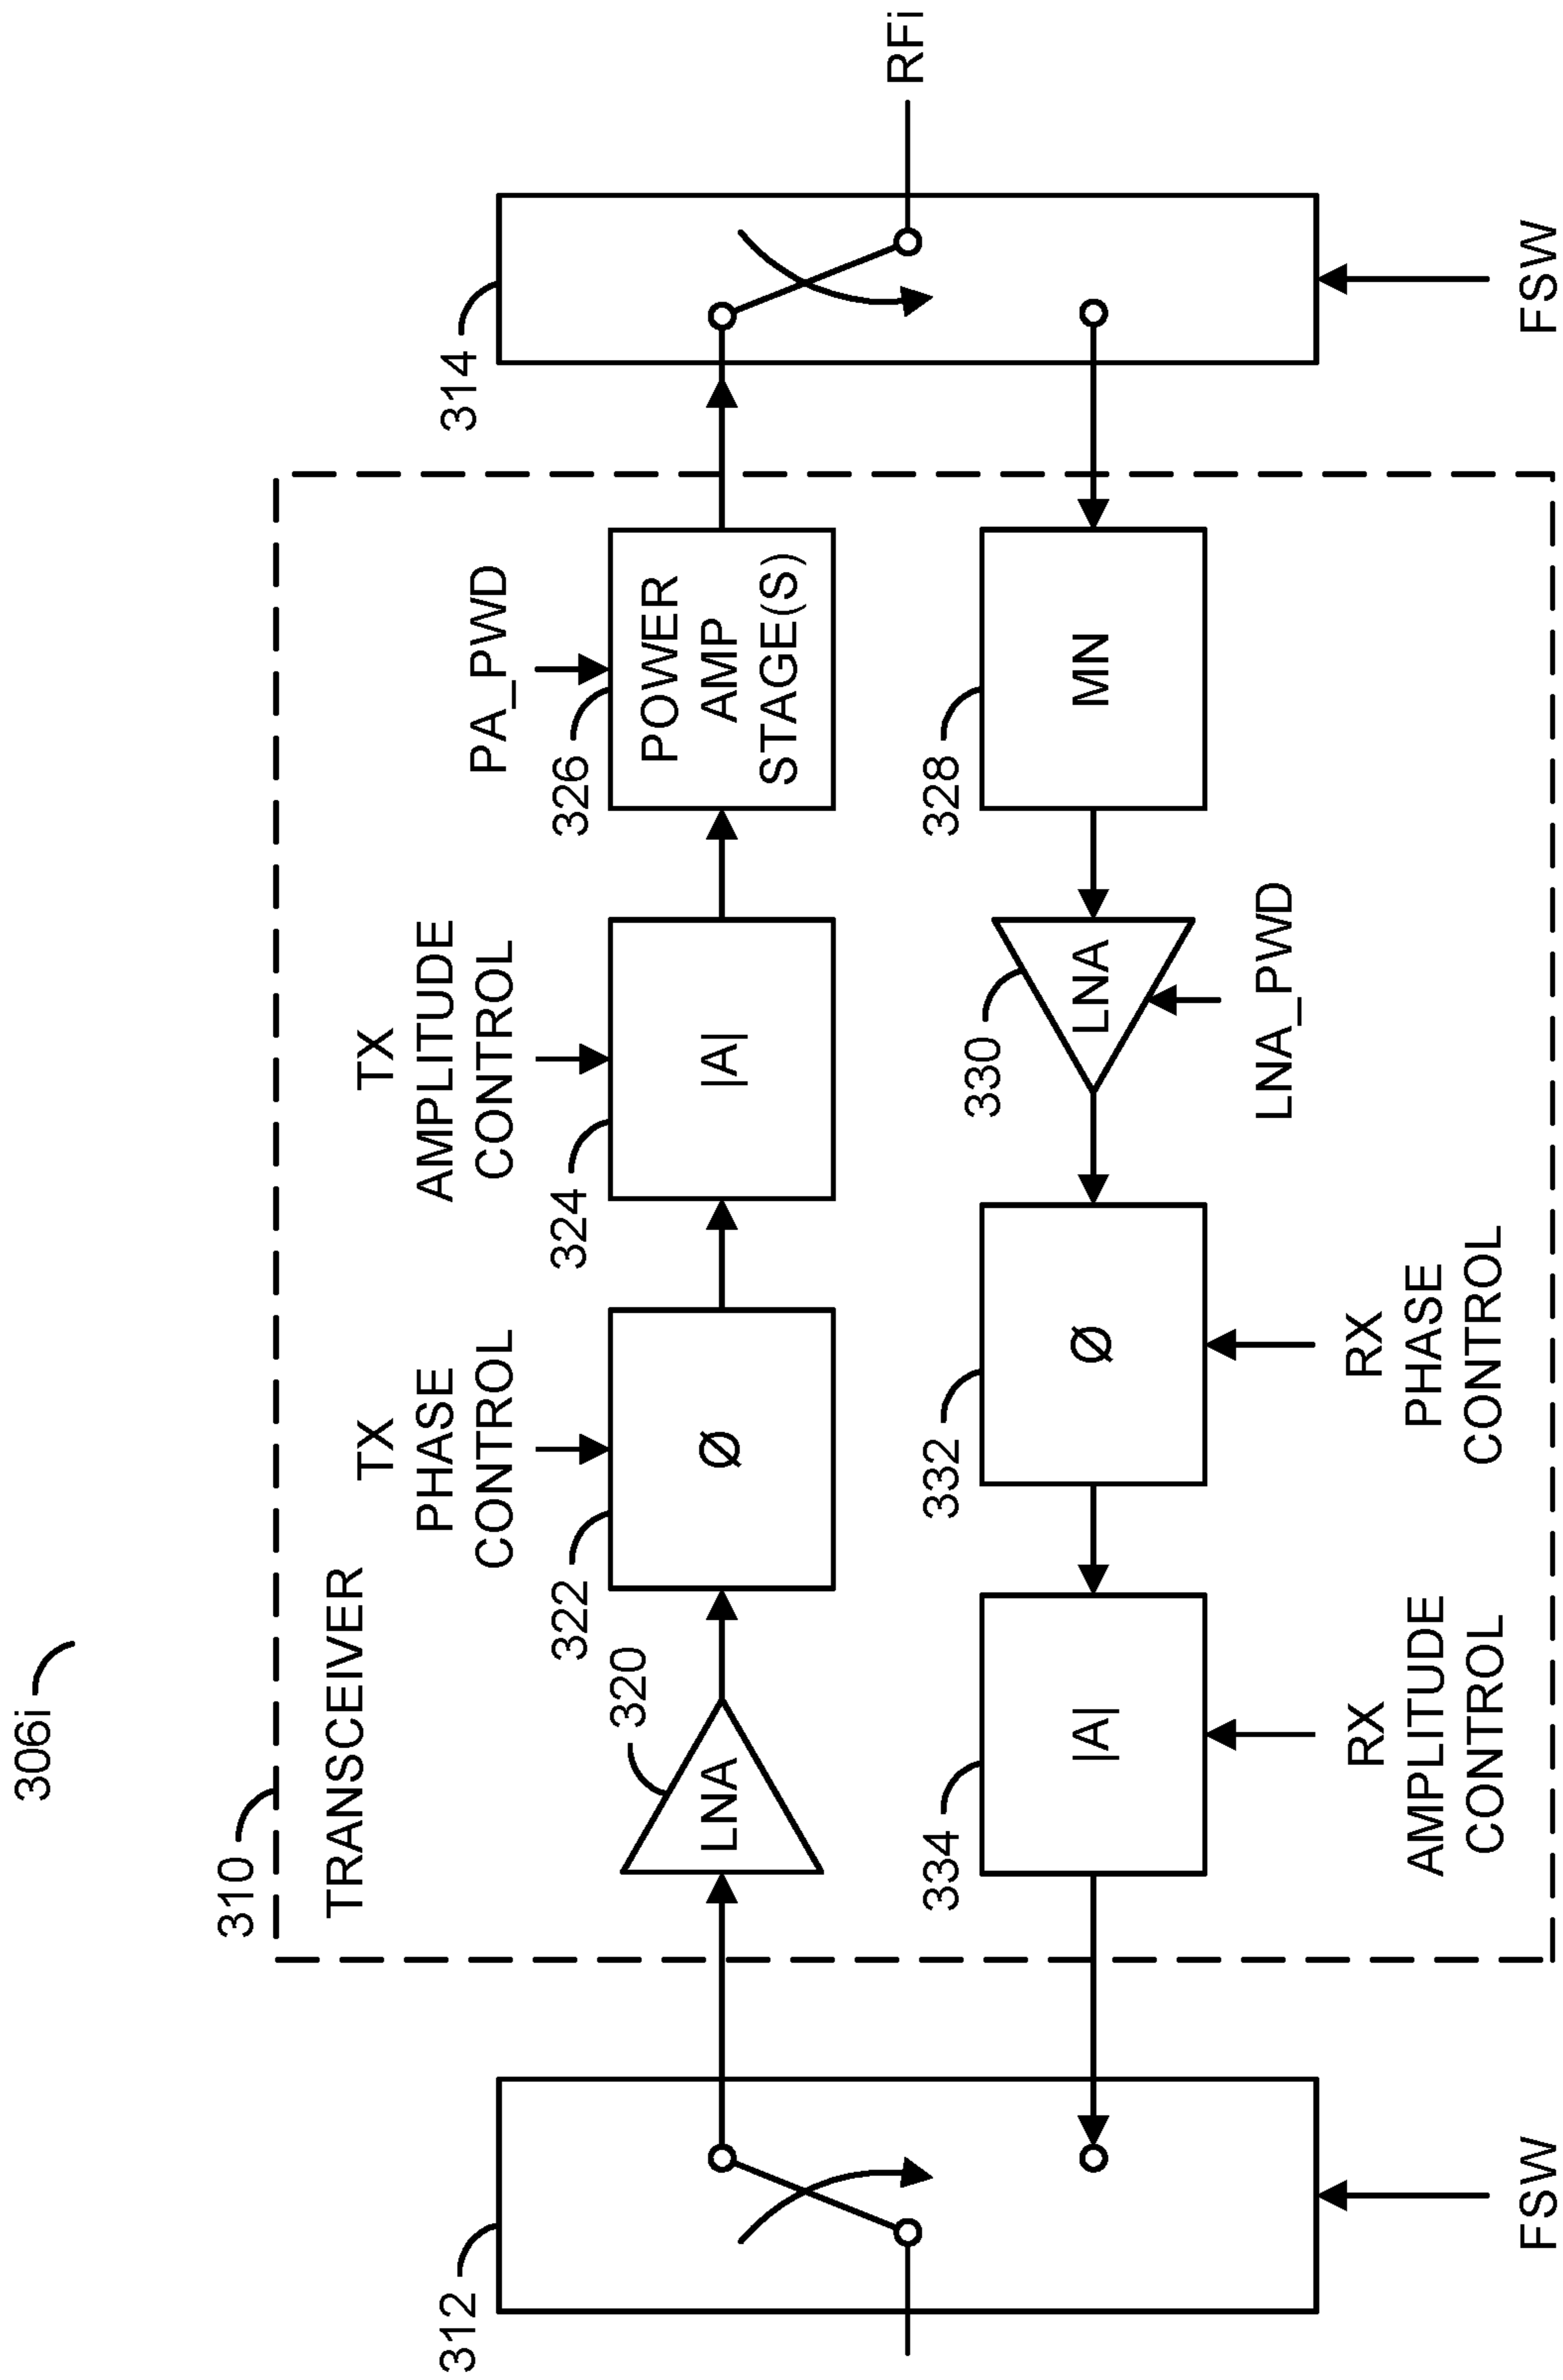 306i
310
TRANSCEIVER
TX
PHASE
CONTROL
TX
AMPLITUDE
CONTROL
PA_PWD
312
320
LNA
322
Ø
324
|A|
326
POWER
AMP
STAGE(S)
314
RFi
334
|A|
332
Ø
330
LNA
328
MN
LNA_PWD
RX
AMPLITUDE
CONTROL
RX
PHASE
CONTROL
FSW
FSW